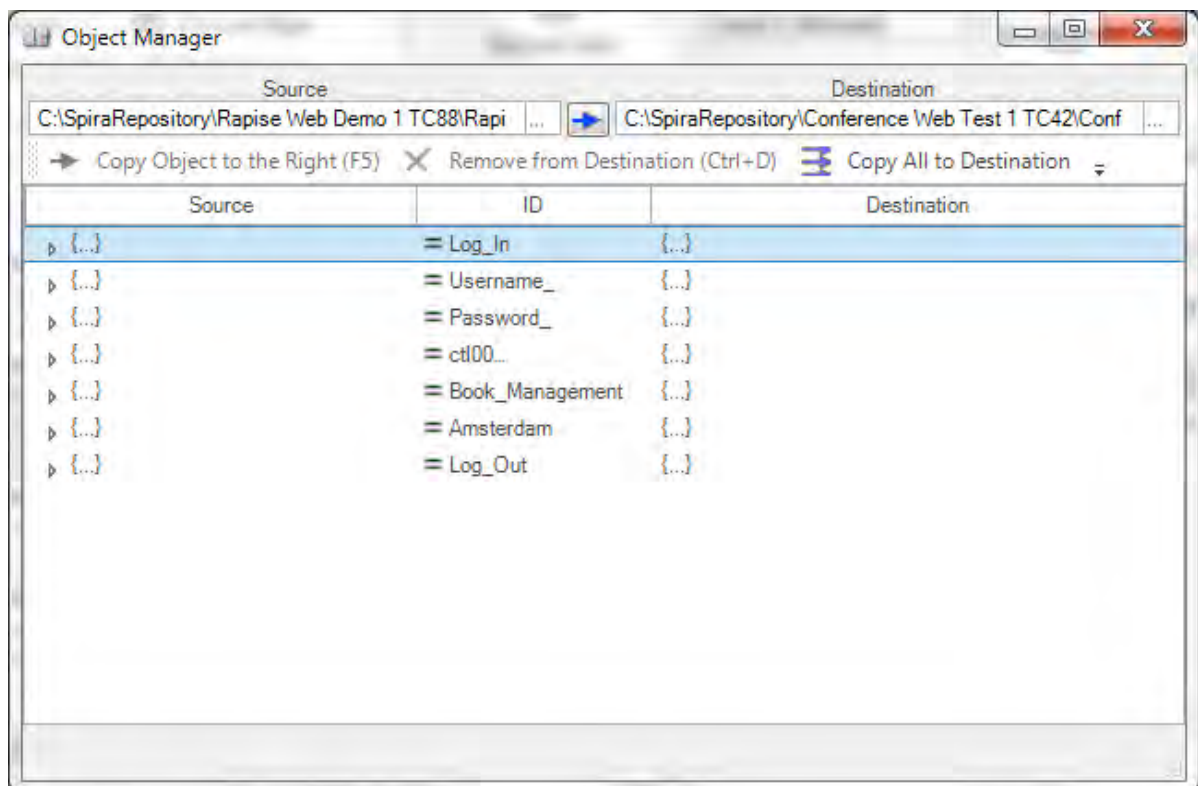 Object Manager
Source Destination
C:\SpiraRepository\Rapise Web Demo 1 TC88\Rapi ... C:\SpiraRepository\Conference Web Test 1 TC42\Conf ...
Copy Object to the Right (F5) Remove from Destination (Ctrl+D) Copy All to Destination
Source ID Destination
{...} = Log_In {...}
{...} = Username_ {...}
{...} = Password_ {...}
{...} = ctl00... {...}
{...} = Book_Management {...}
{...} = Amsterdam {...}
{...} = Log_Out {...}